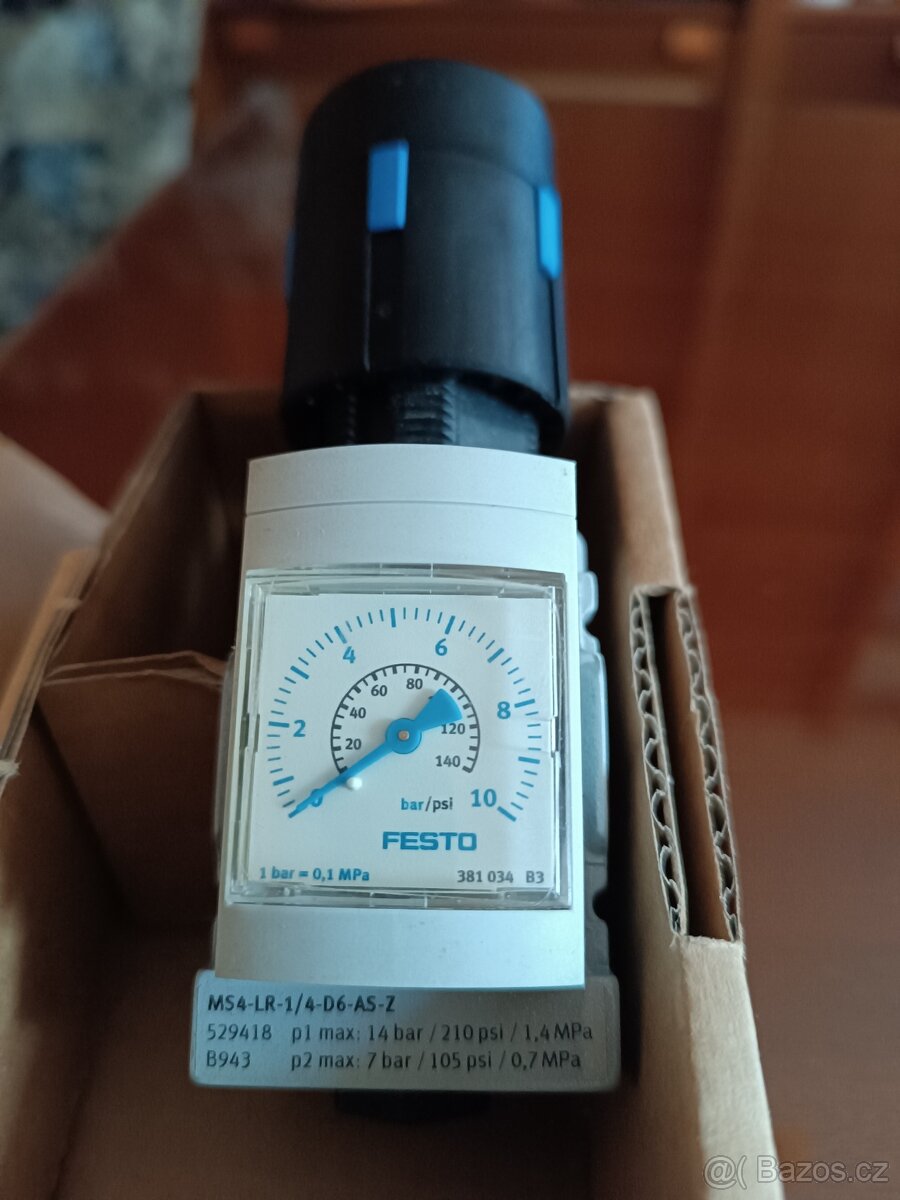 4 6
2 8
0 10
60 80
40
20 120
140
bar/psi
FESTO
1 bar = 0,1 MPa 381 034 B3
MS4-LR-1/4-D6-AS-Z
529418 p1 max: 14 bar / 210 psi / 1,4 MPa
B943 p2 max: 7 bar / 105 psi / 0,7 MPa
@( Bazos.cz